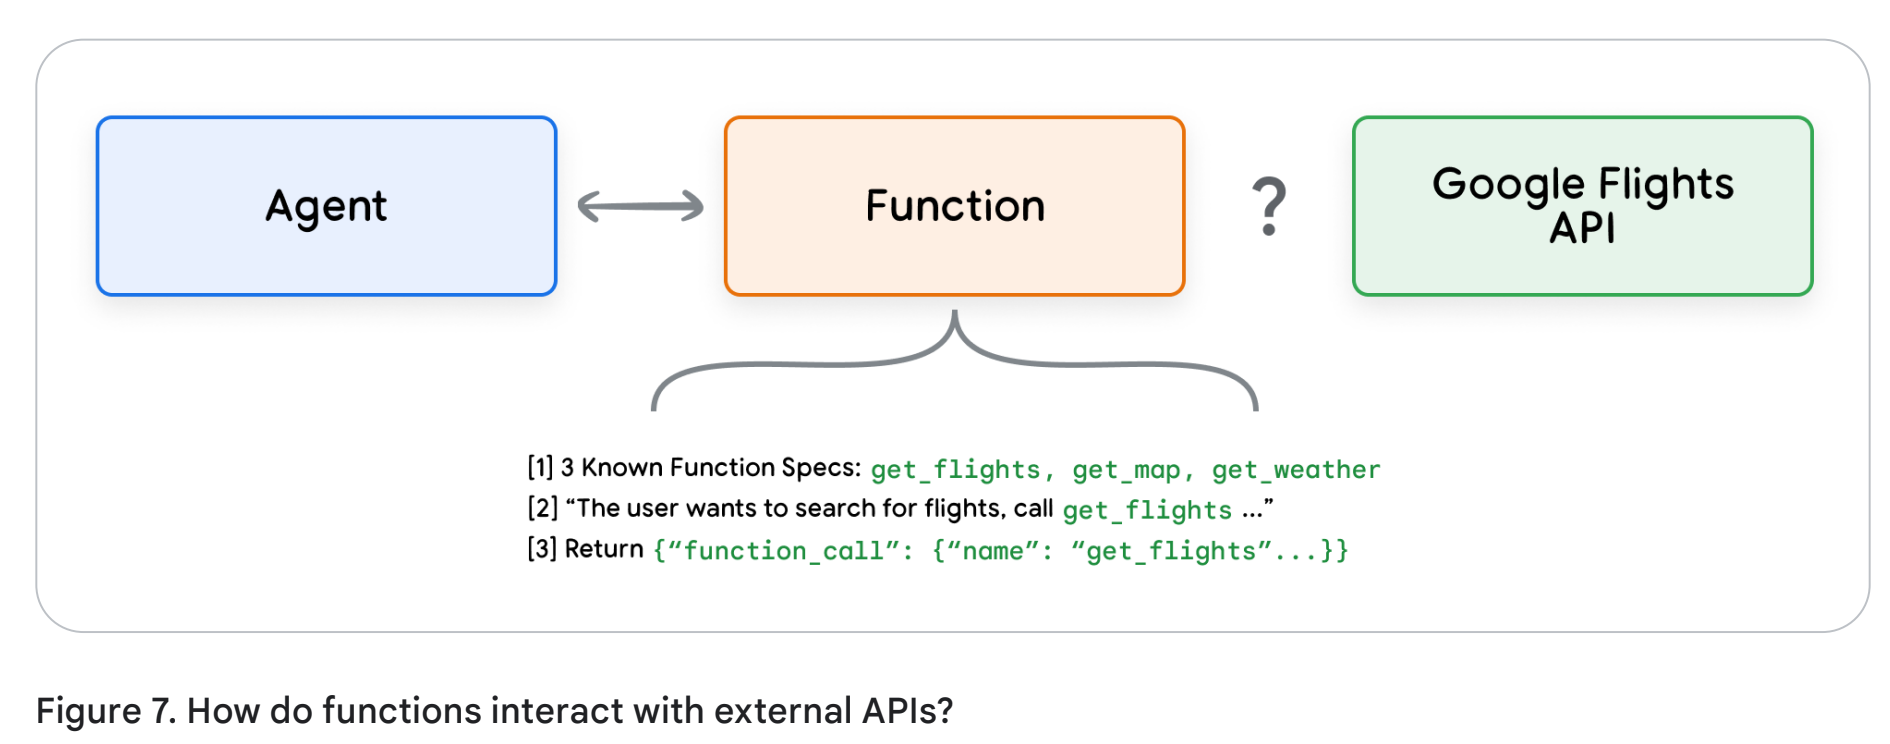 Agent
Function
?
Google Flights
API
[1] 3 Known Function Specs: get_flights, get_map, get_weather
[2] “The user wants to search for flights, call get_flights ...”
[3] Return {“function_call”: {“name”: “get_flights”...}}
Figure 7. How do functions interact with external APIs?